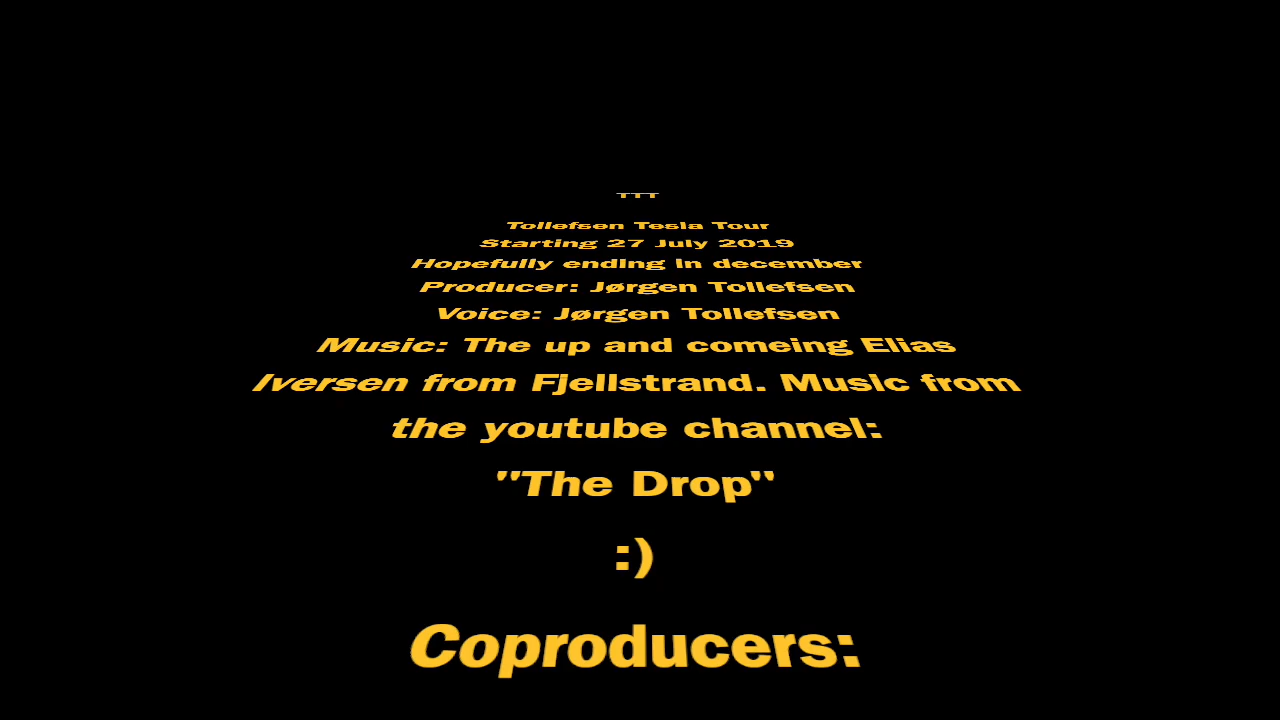 TTT
Tollefsen Tesla Tour
Starting 27 July 2019
Hopefully ending in december
Producer: Jørgen Tollefsen
Voice: Jørgen Tollefsen
Music: The up and comeing Elias
Iversen from Fjellstrand. Music from
the youtube channel:
"The Drop"
:)
Coproducers: